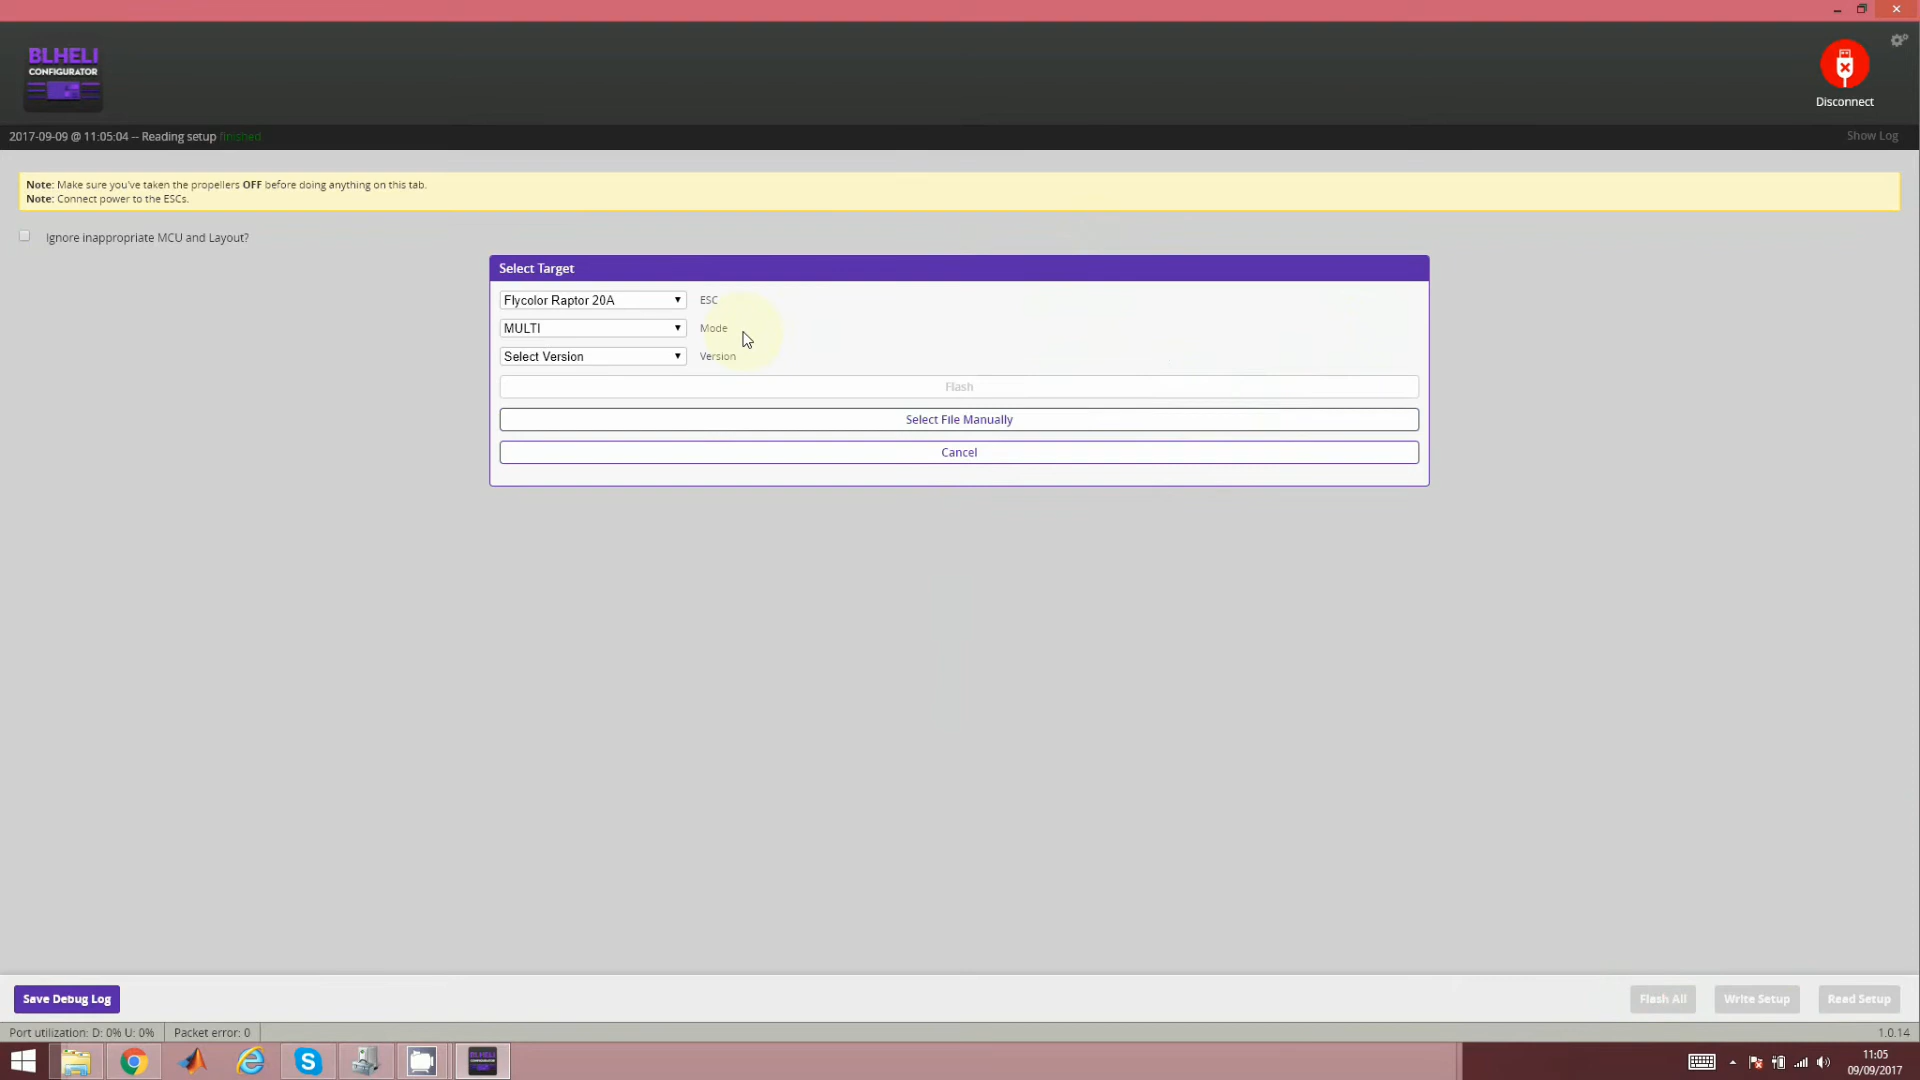 BLHELI
CONFIGURATOR
Disconnect
2017-09-09 @ 11:05:04 -- Reading setup finished
Show Log
Note: Make sure you've taken the propellers OFF before doing anything on this tab.
Note: Connect power to the ESCs.
Ignore inappropriate MCU and Layout?
Select Target
Flycolor Raptor 20A ESC
MULTI Mode
Select Version Version
Flash
Select File Manually
Cancel
Save Debug Log
Flash All Write Setup Read Setup
Port utilization: D: 0% U: 0% Packet error: 0
1.0.14
BLHELI
11:05
09/09/2017